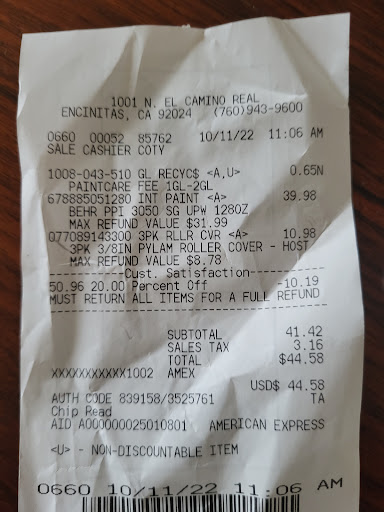 1001 N. EL CAMINO REAL
ENCINITAS, CA 92024 (760)943-9600
0660 00052 85762 10/11/22 11:06 AM
SALE CASHIER COTY
1008-043-510 GL RECYC$ <A,U> 0.65N
PAINTCARE FEE 1GL-2GL
678885051280 INT PAINT <A> 39.98
BEHR PPI 3050 SG UPW 128OZ
MAX REFUND VALUE $31.99
077089143300 3PK RLLR CVR <A> 10.98
3PK 3/8IN PYLAM ROLLER COVER - HOST
MAX REFUND VALUE $8.78
------------Cust. Satisfaction------------
50.96 20.00 Percent Off -10.19
MUST RETURN ALL ITEMS FOR A FULL REFUND
------------------------------------------
SUBTOTAL 41.42
SALES TAX 3.16
TOTAL $44.58
XXXXXXXXXXX1002 AMEX
USD$ 44.58
AUTH CODE 839158/3525761 TA
Chip Read
AID A000000025010801 AMERICAN EXPRESS
<U> - NON-DISCOUNTABLE ITEM
0660 10/11/22 11:06 AM